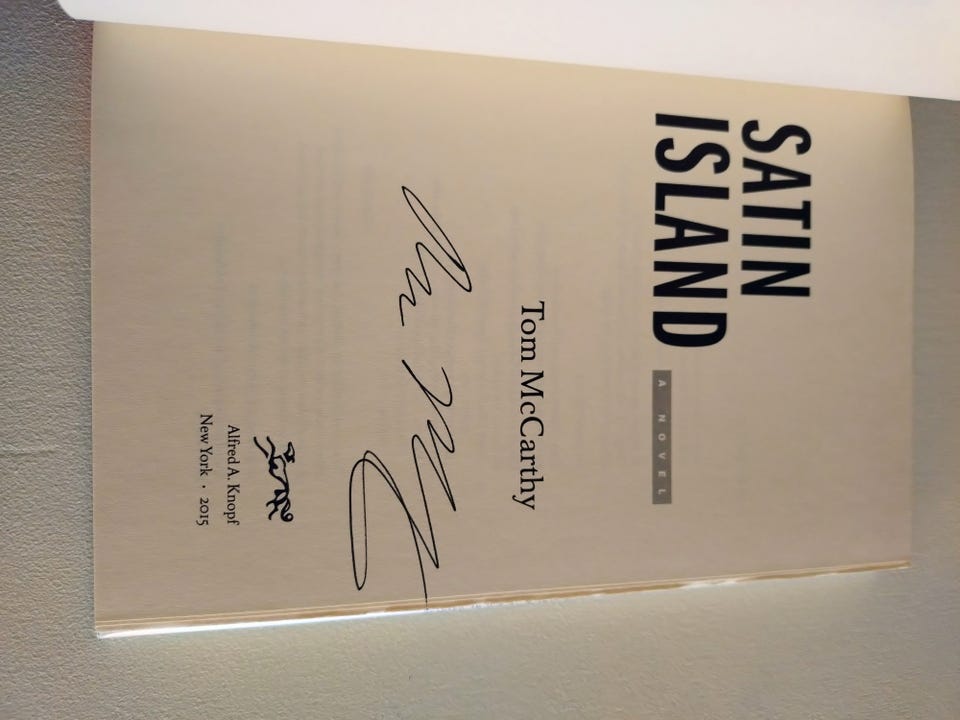 SATIN
ISLAND
A NOVEL
Tom McCarthy
Alfred A. Knopf
New York · 2015